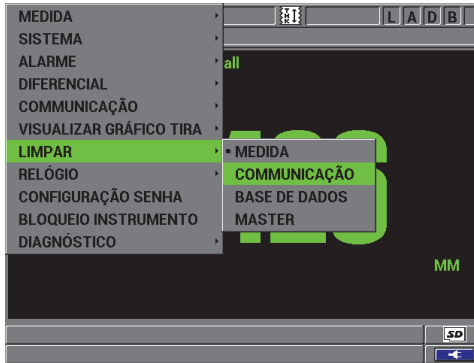 MEDIDA
L A D B
SISTEMA
ALARME
all
DIFERENCIAL
COMMUNICAÇÃO
VISUALIZAR GRÁFICO TIRA
LIMPAR
• MEDIDA
RELÓGIO
COMMUNICAÇÃO
CONFIGURAÇÃO SENHA
BASE DE DADOS
BLOQUEIO INSTRUMENTO
MASTER
DIAGNÓSTICO
MM
SD